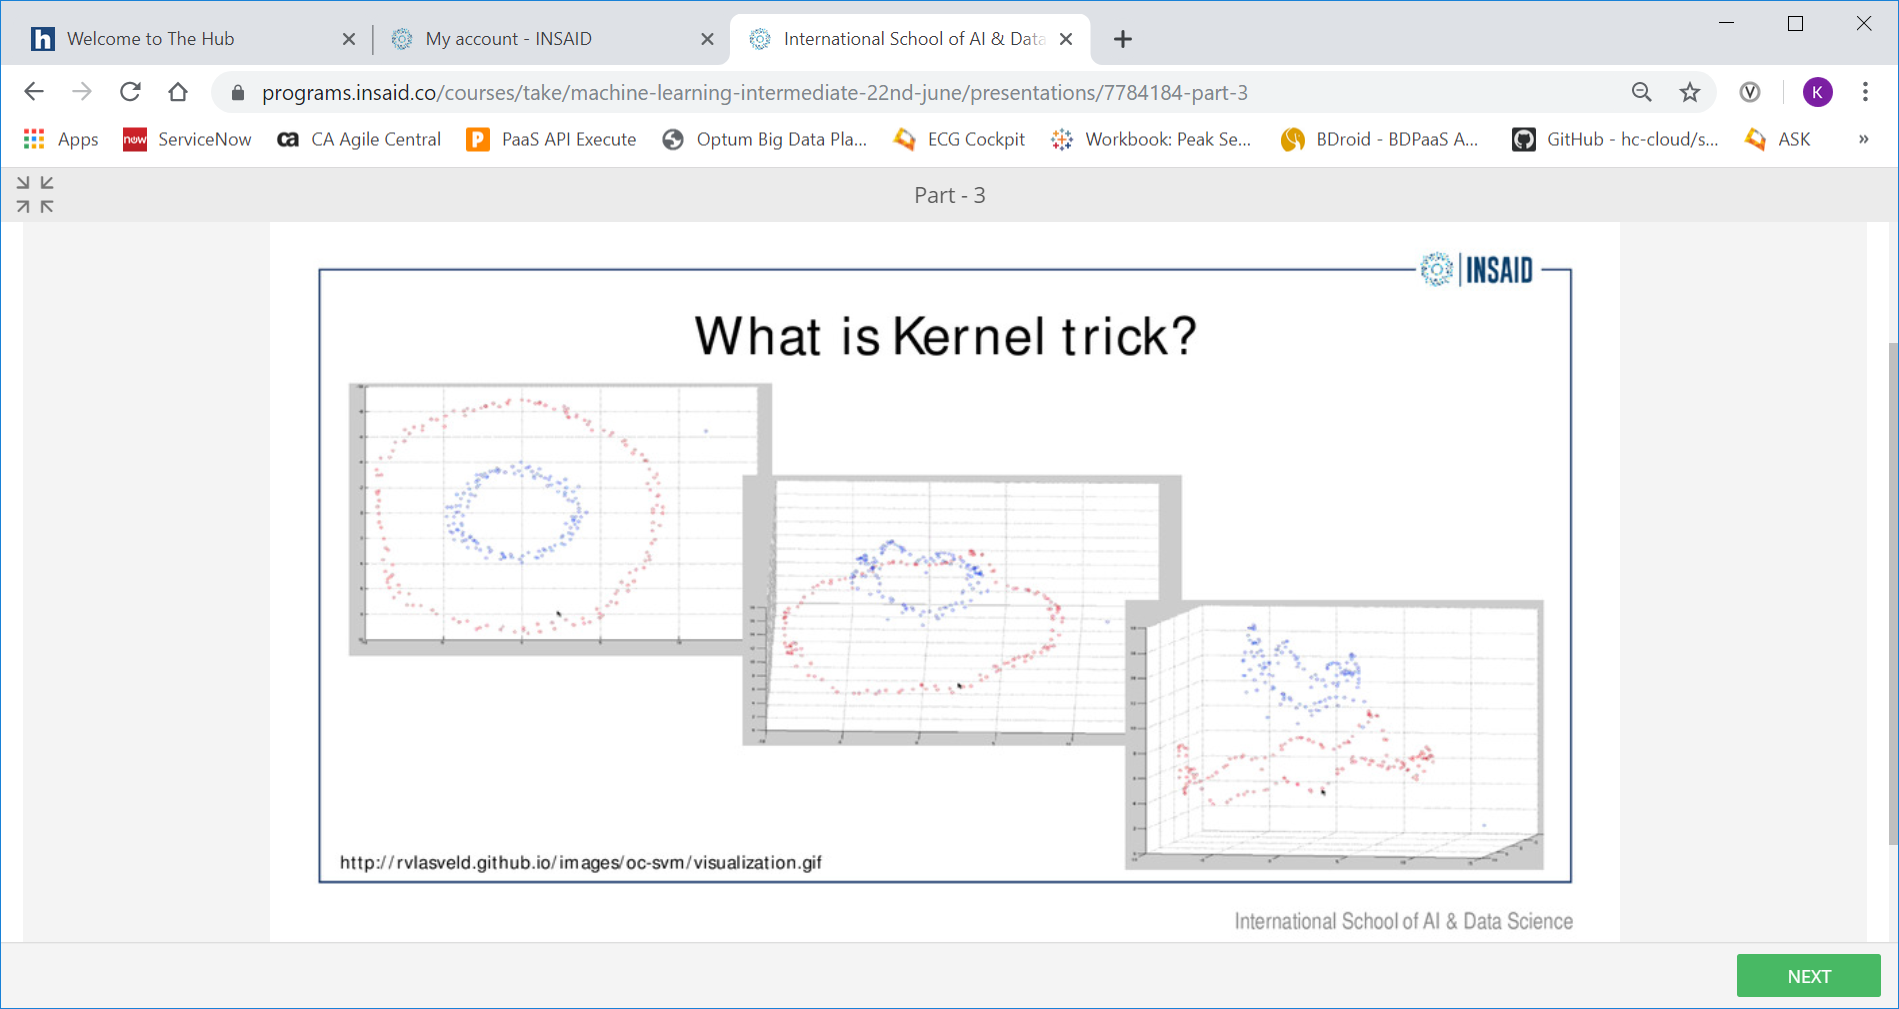 h Welcome to The Hub
My account - INSAID
International School of AI & Data
programs.insaid.co/courses/take/machine-learning-intermediate-22nd-june/presentations/7784184-part-3
V
K
Apps
now ServiceNow
ca CA Agile Central
P PaaS API Execute
Optum Big Data Pla...
ECG Cockpit
Workbook: Peak Se...
BDroid - BDPaaS A...
GitHub - hc-cloud/s...
ASK
»
Part - 3
INSAID
What is Kernel trick?
http://rvlasveld.github.io/images/oc-svm/visualization.gif
International School of AI & Data Science
NEXT